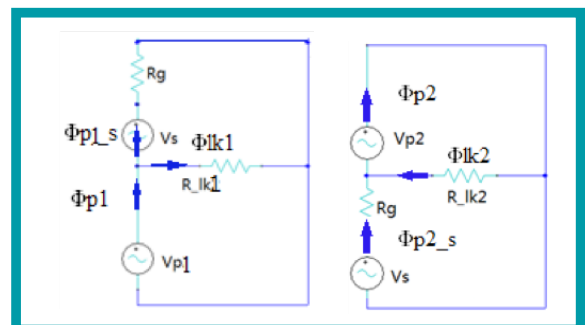 Rg
Φp1_s
Vs
Φlk1
R_lk1
Φp1
Vp1
Φp2
Vp2
Φlk2
R_lk2
Rg
Φp2_s
Vs